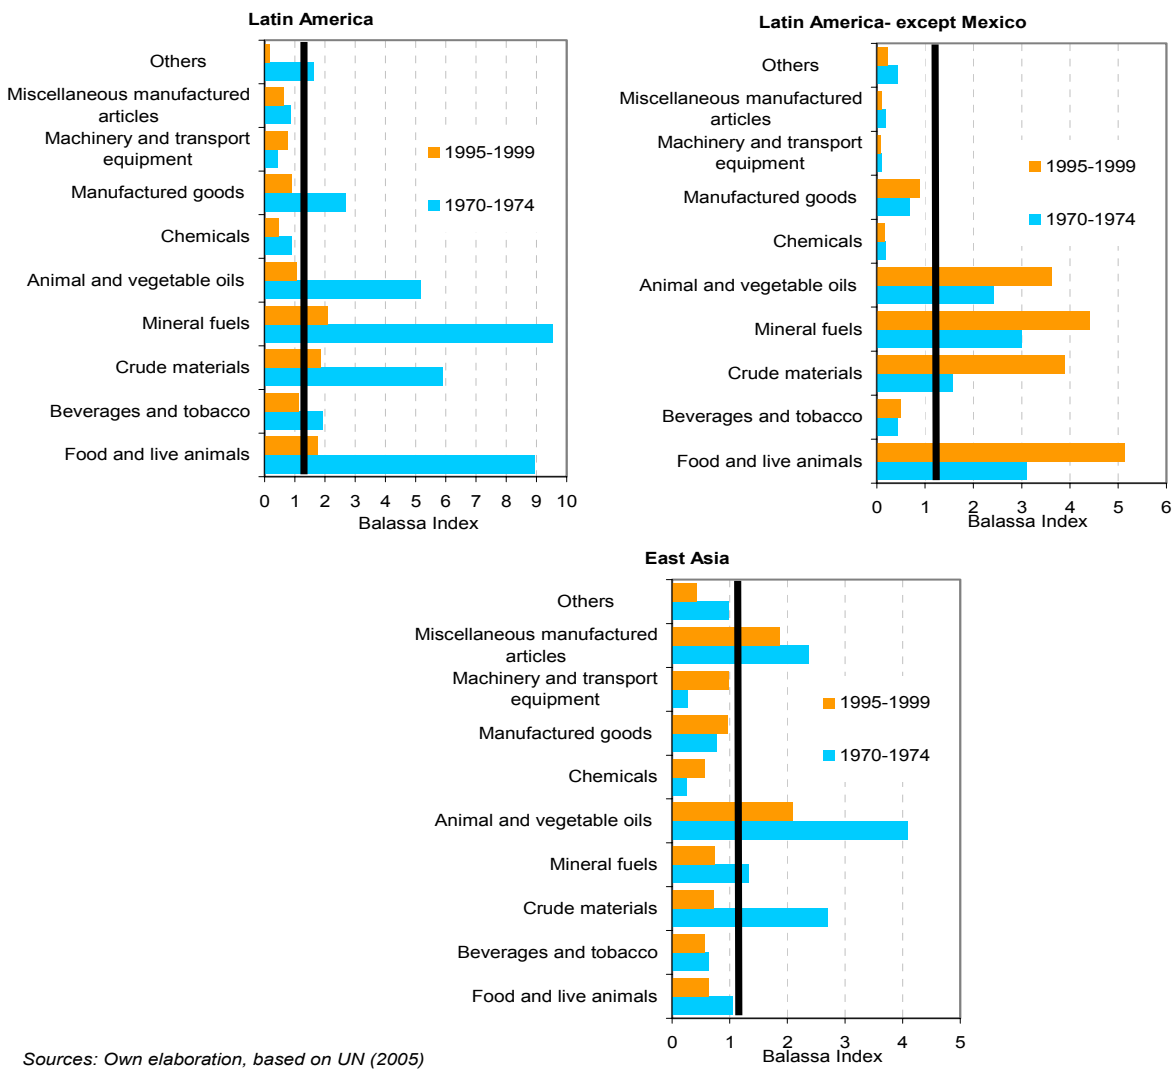 Latin America
Others
Miscellaneous manufactured
articles
Machinery and transport
equipment
Manufactured goods
Chemicals
Animal and vegetable oils
Mineral fuels
Crude materials
Beverages and tobacco
Food and live animals
1995-1999
1970-1974
0 1 2 3 4 5 6 7 8 9 10
Balassa Index
Latin America- except Mexico
Others
Miscellaneous manufactured
articles
Machinery and transport
equipment
Manufactured goods
Chemicals
Animal and vegetable oils
Mineral fuels
Crude materials
Beverages and tobacco
Food and live animals
1995-1999
1970-1974
0 1 2 3 4 5 6
Balassa Index
East Asia
Others
Miscellaneous manufactured
articles
Machinery and transport
equipment
Manufactured goods
Chemicals
Animal and vegetable oils
Mineral fuels
Crude materials
Beverages and tobacco
Food and live animals
1995-1999
1970-1974
0 1 2 3 4 5
Balassa Index
Sources: Own elaboration, based on UN (2005)